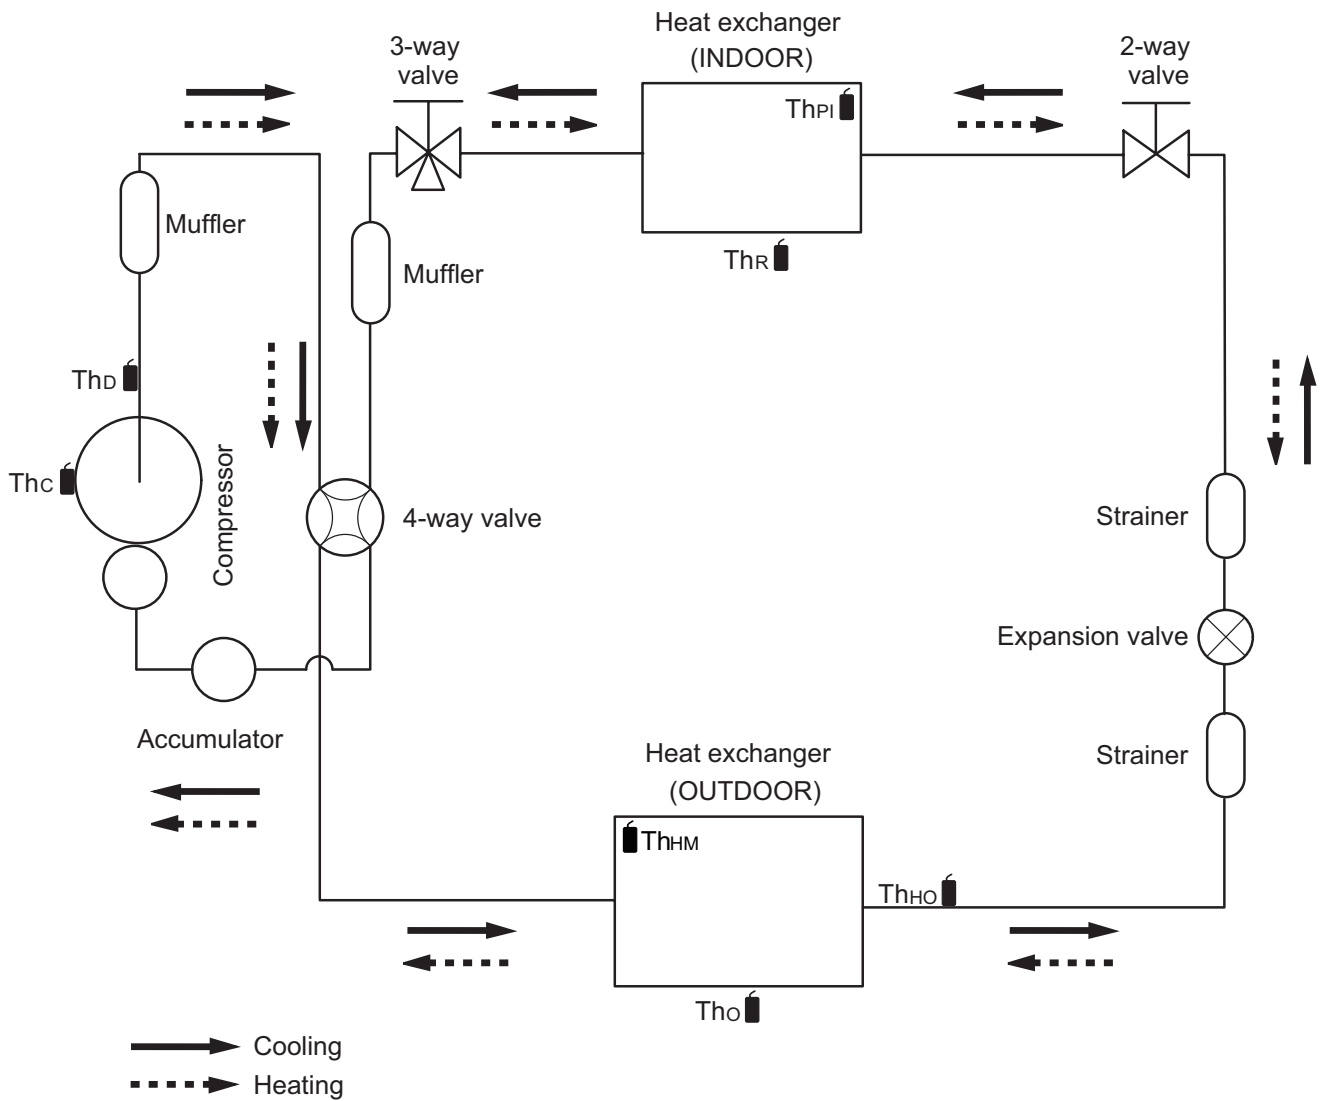 Heat exchanger
(INDOOR)
3-way
valve
2-way
valve
ThPI
Muffler
ThR
Muffler
ThD
ThC
Compressor
4-way valve
Strainer
Expansion valve
Strainer
Accumulator
Heat exchanger
(OUTDOOR)
ThHM
ThHO
ThO
Cooling
Heating